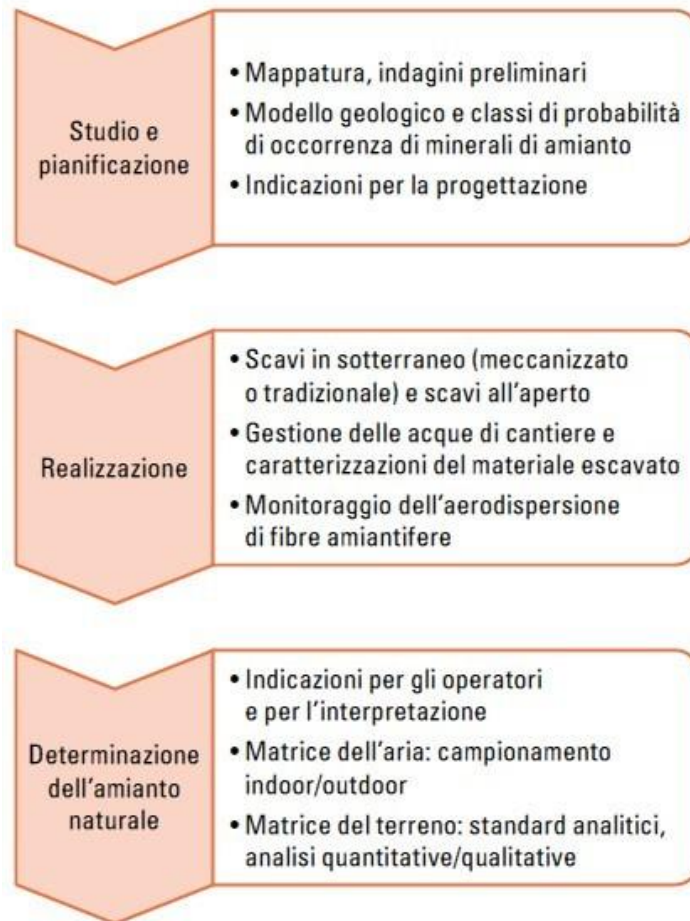 Studio e
pianificazione
• Mappatura, indagini preliminari
• Modello geologico e classi di probabilità
di occorrenza di minerali di amianto
• Indicazioni per la progettazione
Realizzazione
• Scavi in sotterraneo (meccanizzato
o tradizionale) e scavi all'aperto
• Gestione delle acque di cantiere e
caratterizzazioni del materiale escavato
• Monitoraggio dell'aerodispersione
di fibre amiantifere
Determinazione
dell'amianto
naturale
• Indicazioni per gli operatori
e per l'interpretazione
• Matrice dell'aria: campionamento
indoor/outdoor
• Matrice del terreno: standard analitici,
analisi quantitative/qualitative